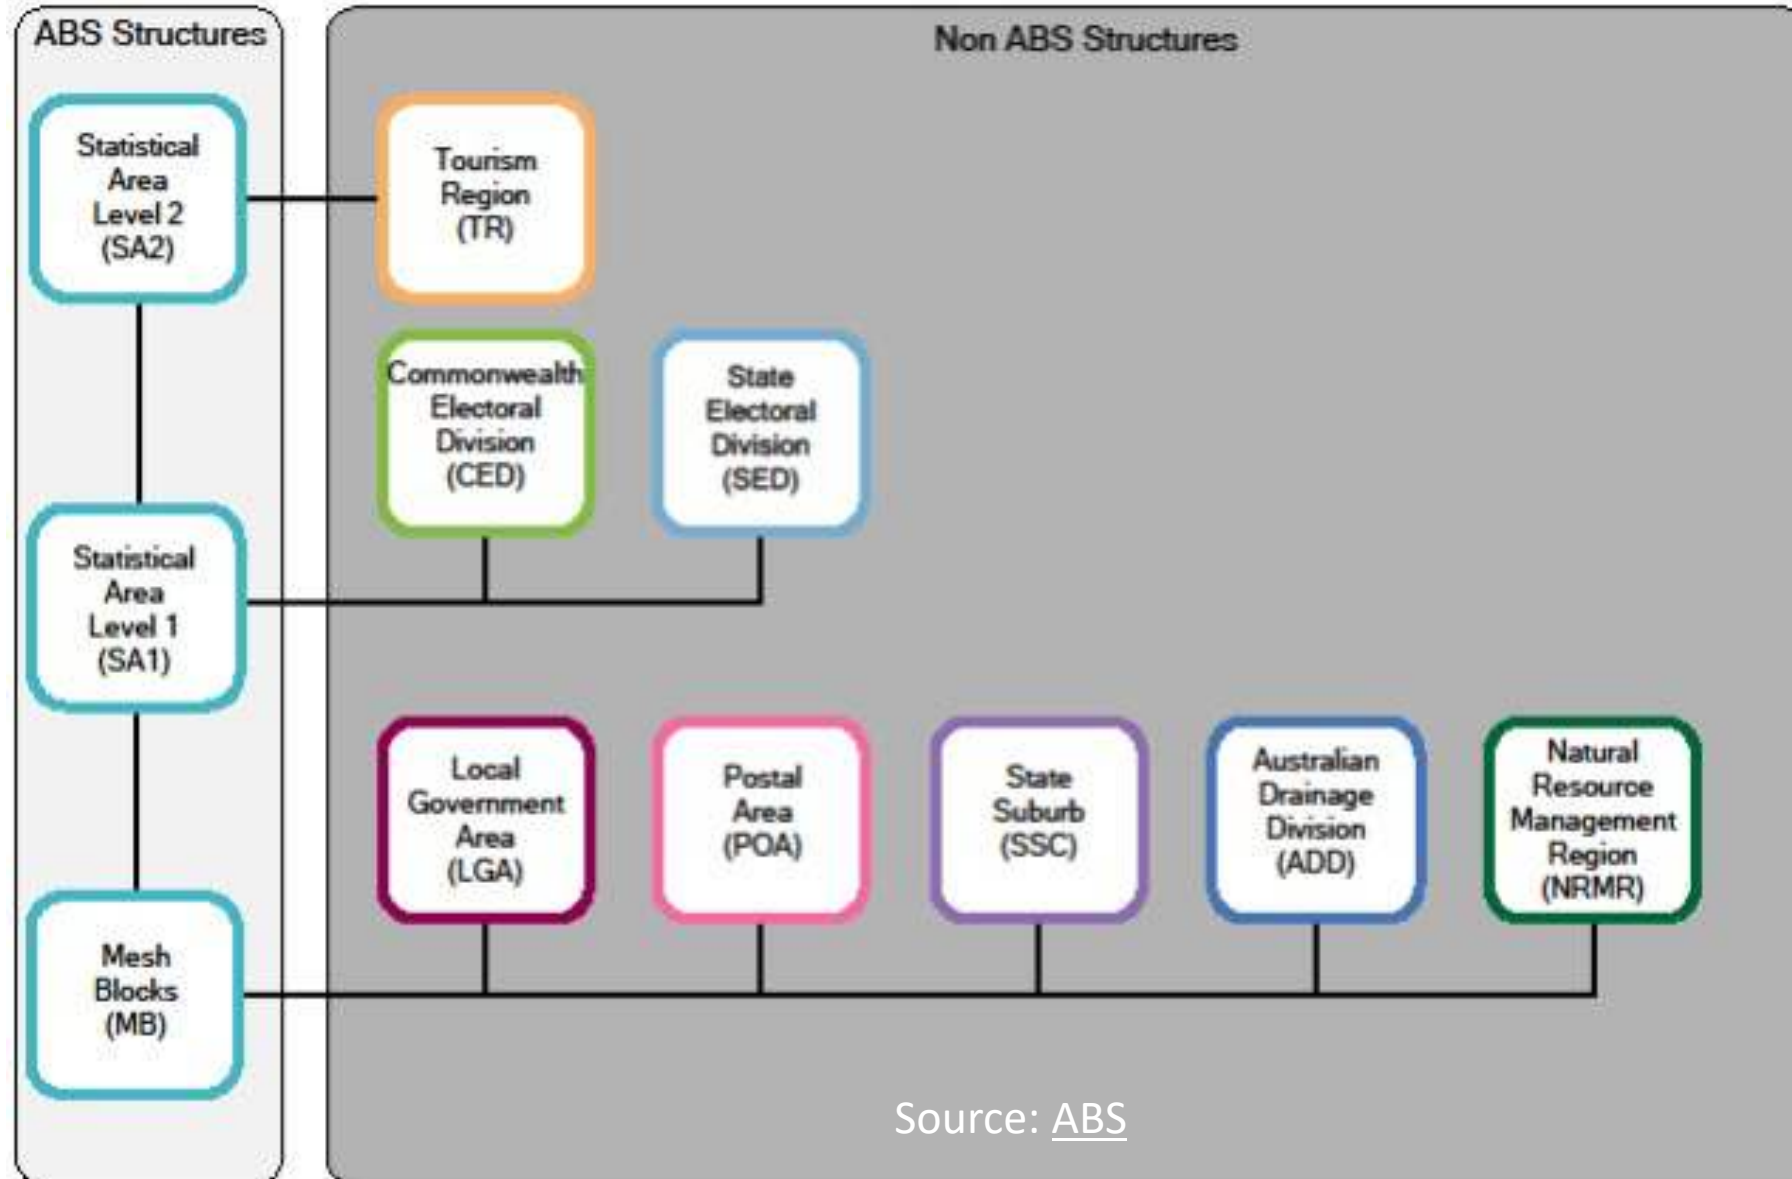 ABS Structures
Non ABS Structures
Statistical
Area
Level 2
(SA2)
Tourism
Region
(TR)
Commonwealth
Electoral
Division
(CED)
State
Electoral
Division
(SED)
Statistical
Area
Level 1
(SA1)
Local
Government
Area
(LGA)
Postal
Area
(POA)
State
Suburb
(SSC)
Australian
Drainage
Division
(ADD)
Natural
Resource
Management
Region
(NRMR)
Mesh
Blocks
(MB)
Source: ABS